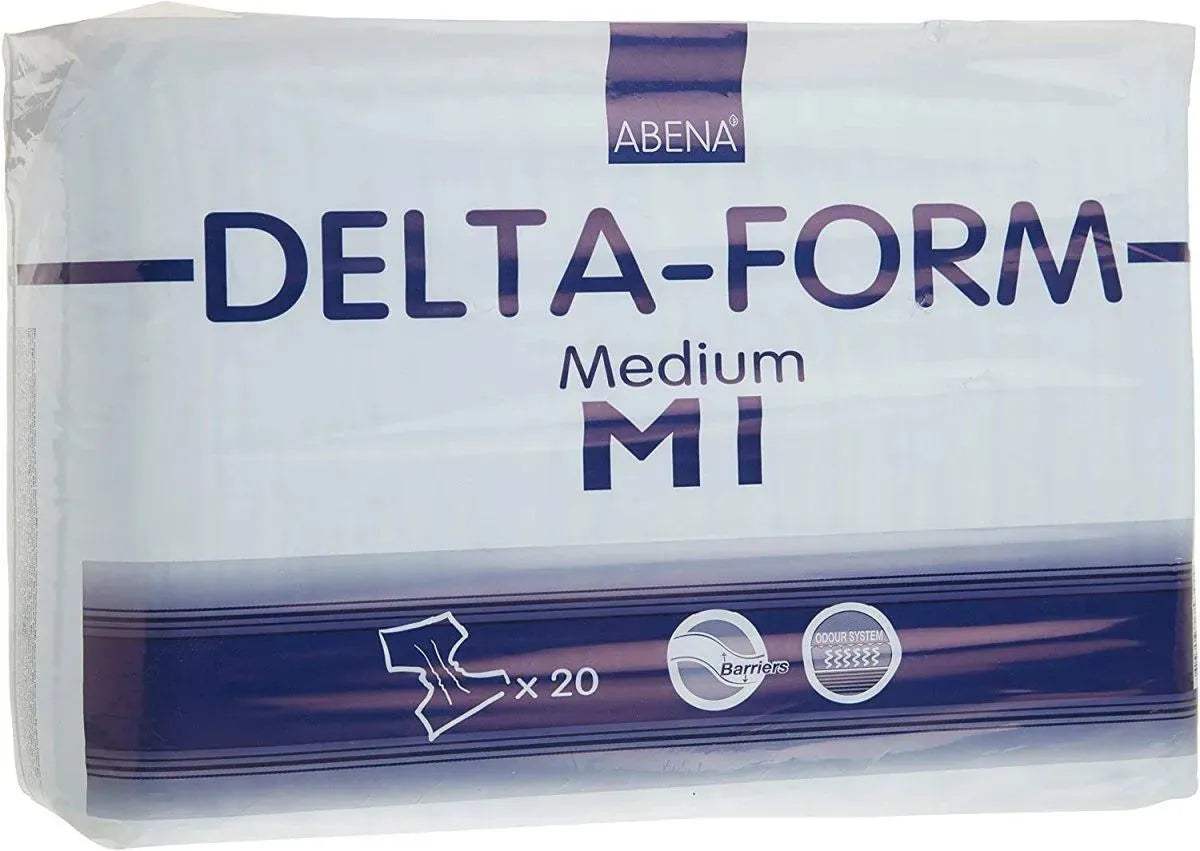 ABENA
DELTA-FORM
Medium
M1
x 20
Barriers
ODOUR SYSTEM